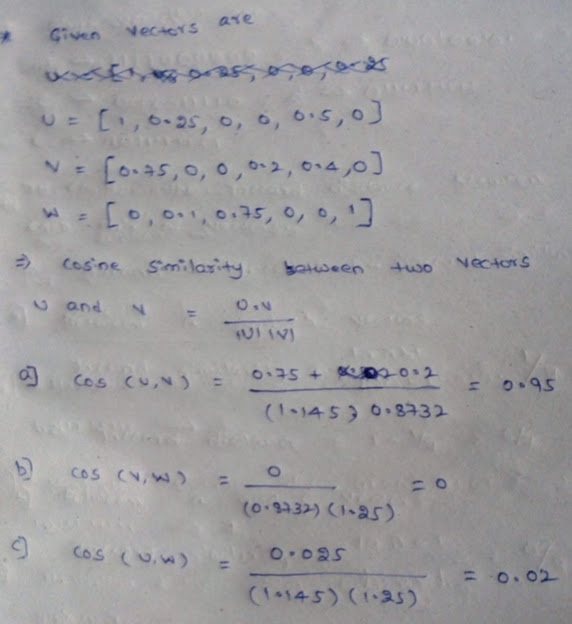 * Given vectors are
U = [1, 0.25, 0, 0, 0.5, 0]
V = [0.75, 0, 0, 0.2, 0.4, 0]
W = [0, 0.1, 0.75, 0, 0, 1]
⇒ cosine similarity between two vectors
U and V = U.V / |U| |V|
a] cos (U,V) = 0.75 + 0.2 / (1.145) 0.8732 = 0.95
b) cos (V,W) = 0 / (0.8732) (1.25) = 0
c) cos (U,W) = 0.025 / (1.145) (1.25) = 0.02